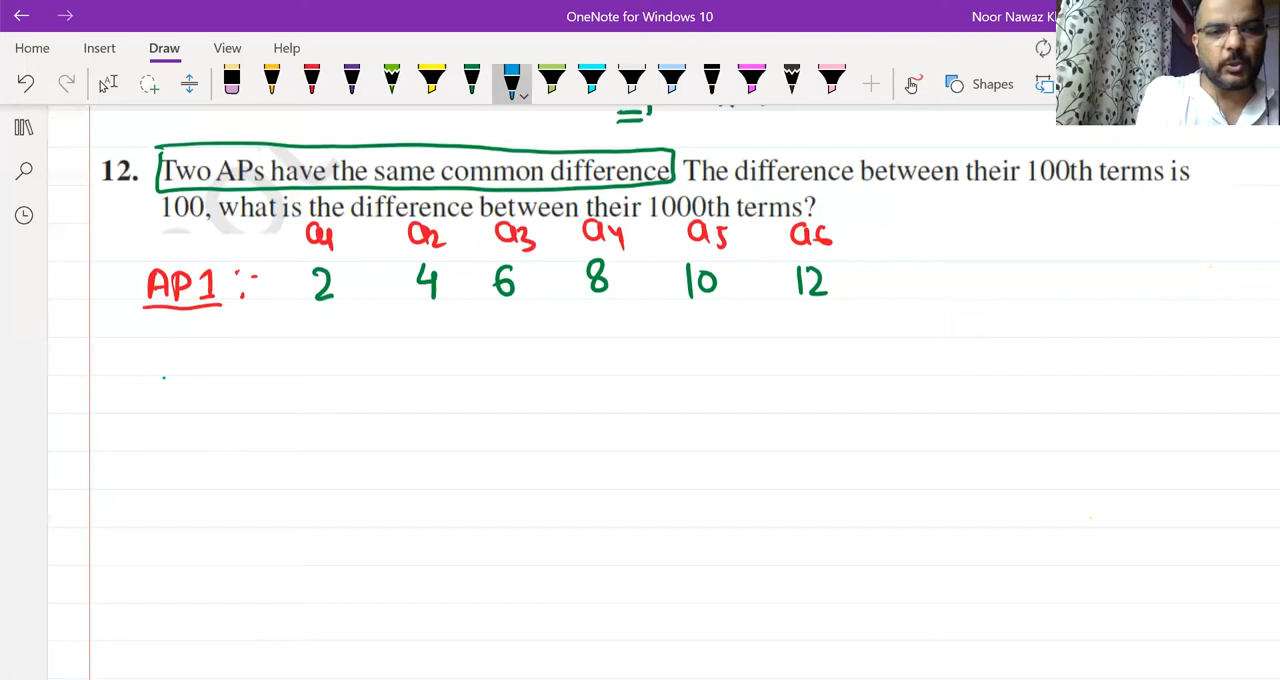 OneNote for Windows 10
Noor Nawaz
Home Insert Draw View Help
Shapes
12. Two APs have the same common difference. The difference between their 100th terms is
100, what is the difference between their 1000th terms?
a1 a2 a3 a4 a5 a6
AP1 :- 2 4 6 8 10 12